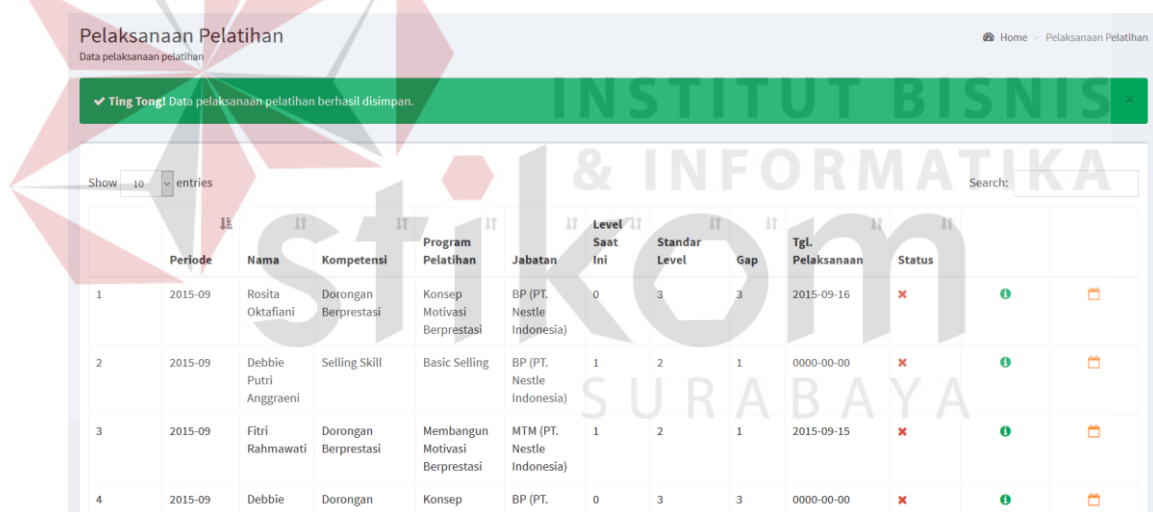 Pelaksanaan Pelatihan
Data pelaksanaan pelatihan
Home > Pelaksanaan Pelatihan
Ting Tong! Data pelaksanaan pelatihan berhasil disimpan. ×
INSTITUT BISNIS
& INFORMATIKA
stikom
SURABAYA
Show 10 entries Search:
Periode Nama Kompetensi Program Pelatihan Jabatan Level Saat Ini Standar Level Gap Tgl. Pelaksanaan Status
1 2015-09 Rosita Dorongan Konsep BP (PT. 0 3 3 2015-09-16
Oktafiani Berprestasi Motivasi Nestle
Berprestasi Indonesia)
2 2015-09 Debbie Selling Skill Basic Selling BP (PT. 1 2 1 0000-00-00
Putri Nestle
Anggraeni Indonesia)
3 2015-09 Fitri Dorongan Membangun MTM (PT. 1 2 1 2015-09-15
Rahmawati Berprestasi Motivasi Nestle
Berprestasi Indonesia)
4 2015-09 Debbie Dorongan Konsep BP (PT. 0 3 3 0000-00-00